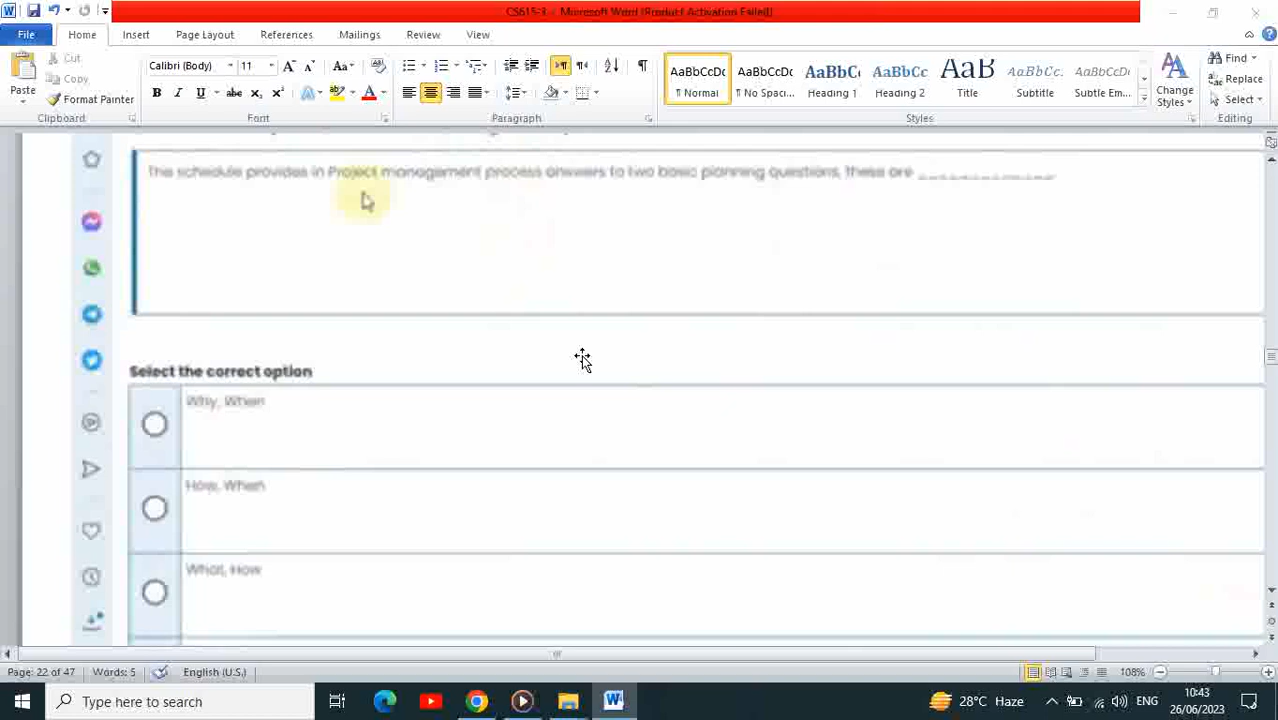 CS615-3 - Microsoft Word (Product Activation Failed)
File Home Insert Page Layout References Mailings Review View
Cut
Copy
Format Painter
Paste
Clipboard
Calibri (Body) 11
Font
Paragraph
AaBbCcDc AaBbCcDc AaBbC AaBbCc AaB AaBbCc. AaBbCcDc
¶ Normal ¶ No Spaci... Heading 1 Heading 2 Title Subtitle Subtle Em...
Change Styles
Styles
Find
Replace
Select
Editing
The schedule provides in Project management process answers to two basic planning questions, these are
Select the correct option
Why, When
How, When
What, How
Page: 22 of 47 Words: 5 English (U.S.) 108%
Type here to search
28°C Haze ENG
10:43
26/06/2023